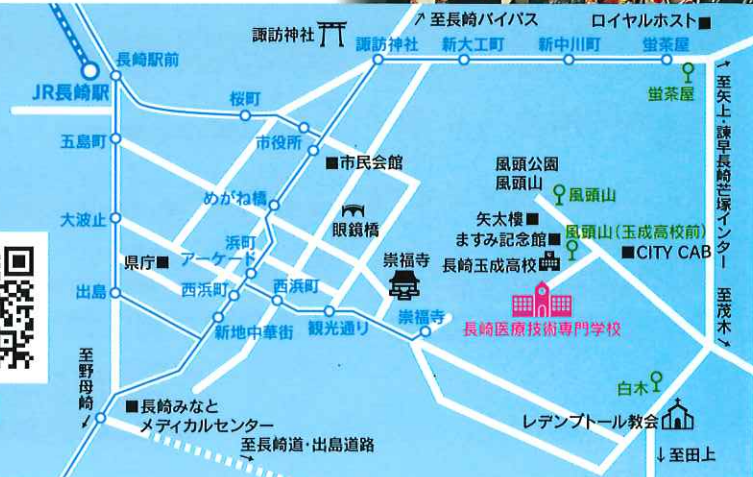 ↗至長崎バイパス
ロイヤルホスト■
諏訪神社
諏訪神社
新大工町
新中川町
蛍茶屋
長崎駅前
JR長崎駅
蛍茶屋
→至矢上・諫早長崎芒塚インター
桜町
五島町
市役所
■市民会館
風頭公園
風頭山
風頭山
めがね橋
大波止
眼鏡橋
矢太樓■
風頭山(玉成高校前)
ますみ記念館■
■CITY CAB
浜町
アーケード
県庁■
崇福寺
長崎玉成高校
出島
西浜町
西浜町
至茂木→
新地中華街
観光通り
崇福寺
長崎医療技術専門学校
至野母崎→
白木
■長崎みなと
メディカルセンター
レデンプトール教会
至長崎道・出島道路
→
↓至田上